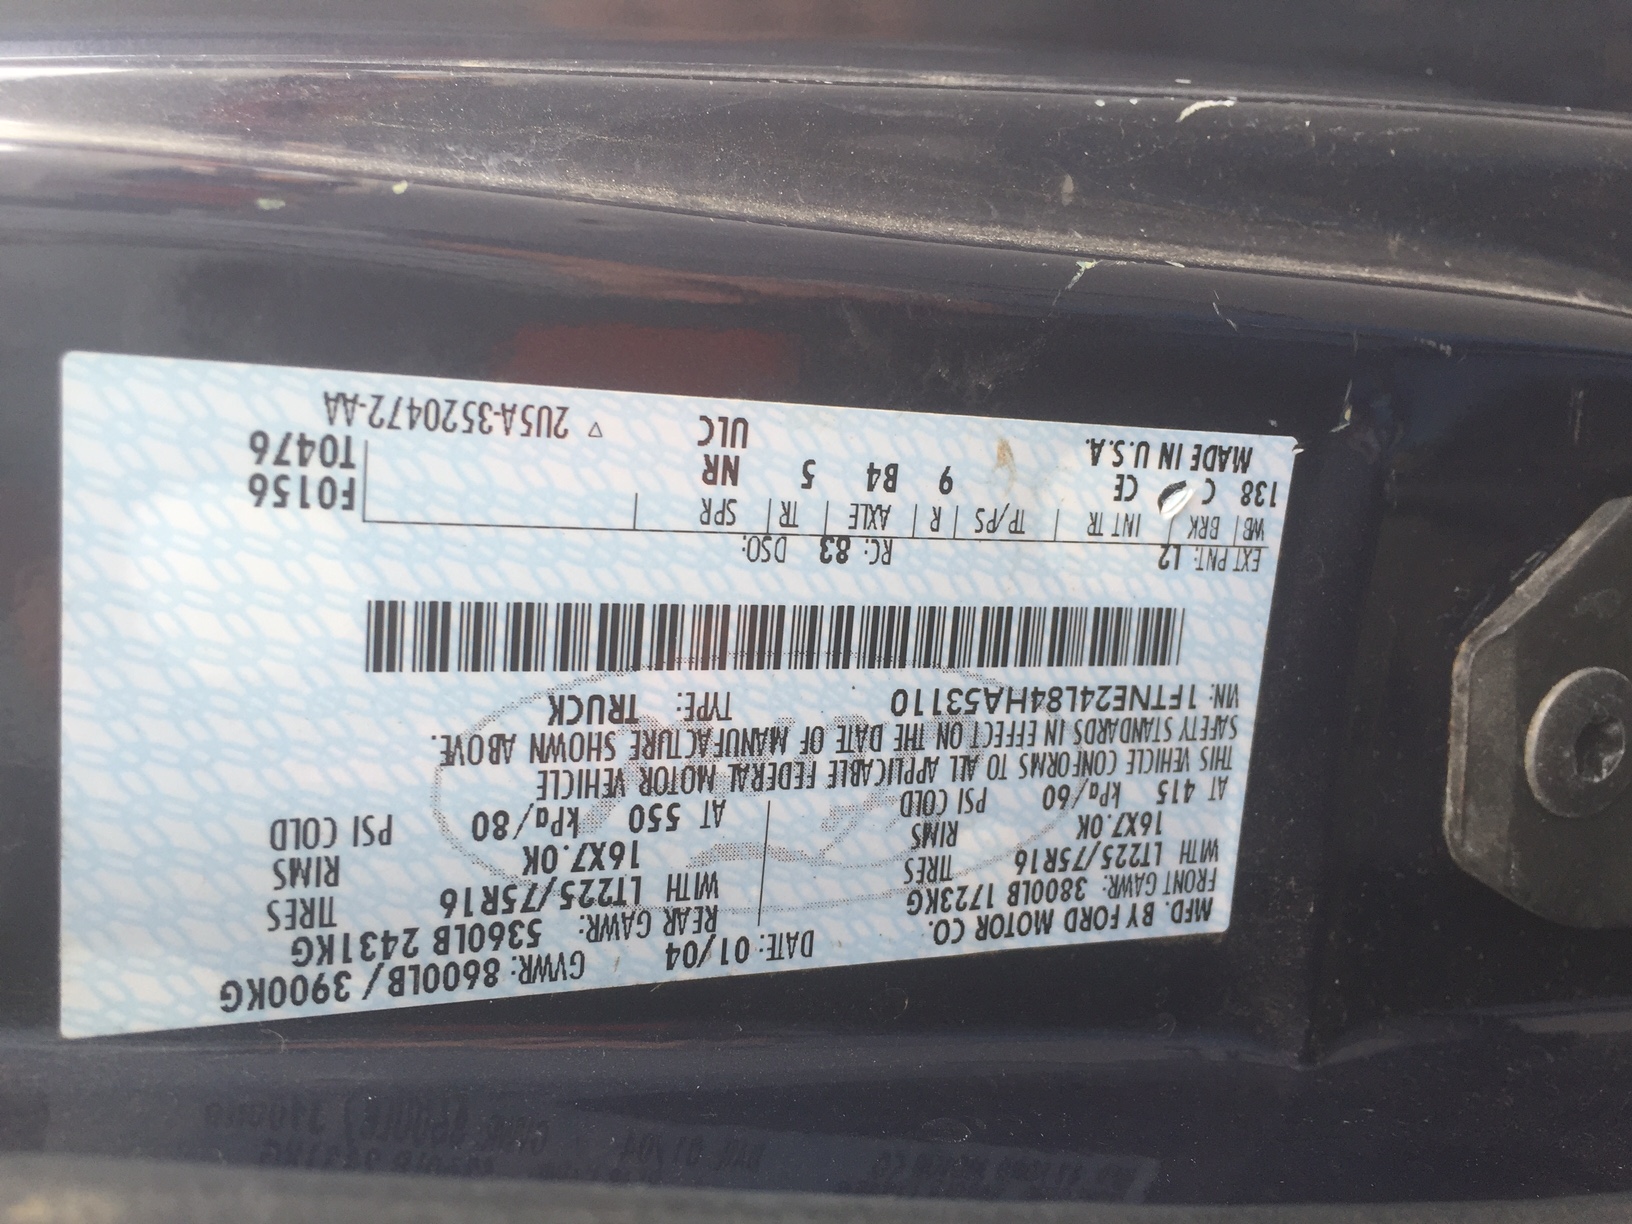 MFD. BY FORD MOTOR CO.
DATE: 01/04 GVWR: 8600LB / 3900KG
FRONT GAWR: 3800LB 1723KG REAR GAWR: 5360LB 2431KG
WITH LT225/75R16 TIRES WITH LT225/75R16 TIRES
16X7.0K RIMS 16X7.0K RIMS
AT 415 kPa/60 PSI COLD AT 550 kPa/80 PSI COLD
THIS VEHICLE CONFORMS TO ALL APPLICABLE FEDERAL MOTOR VEHICLE
SAFETY STANDARDS IN EFFECT ON THE DATE OF MANUFACTURE SHOWN ABOVE.
VIN: 1FTNE24L84HA53110 TYPE: TRUCK
EXT PNT: L2 RC: 83 DSO:
WB BRK INT TR TP/PS R AXLE TR SPR
138 C CE 9 B4 5 NR F0156
MADE IN U.S.A. ULC T0476
▽ 2U5A-3520472-AA